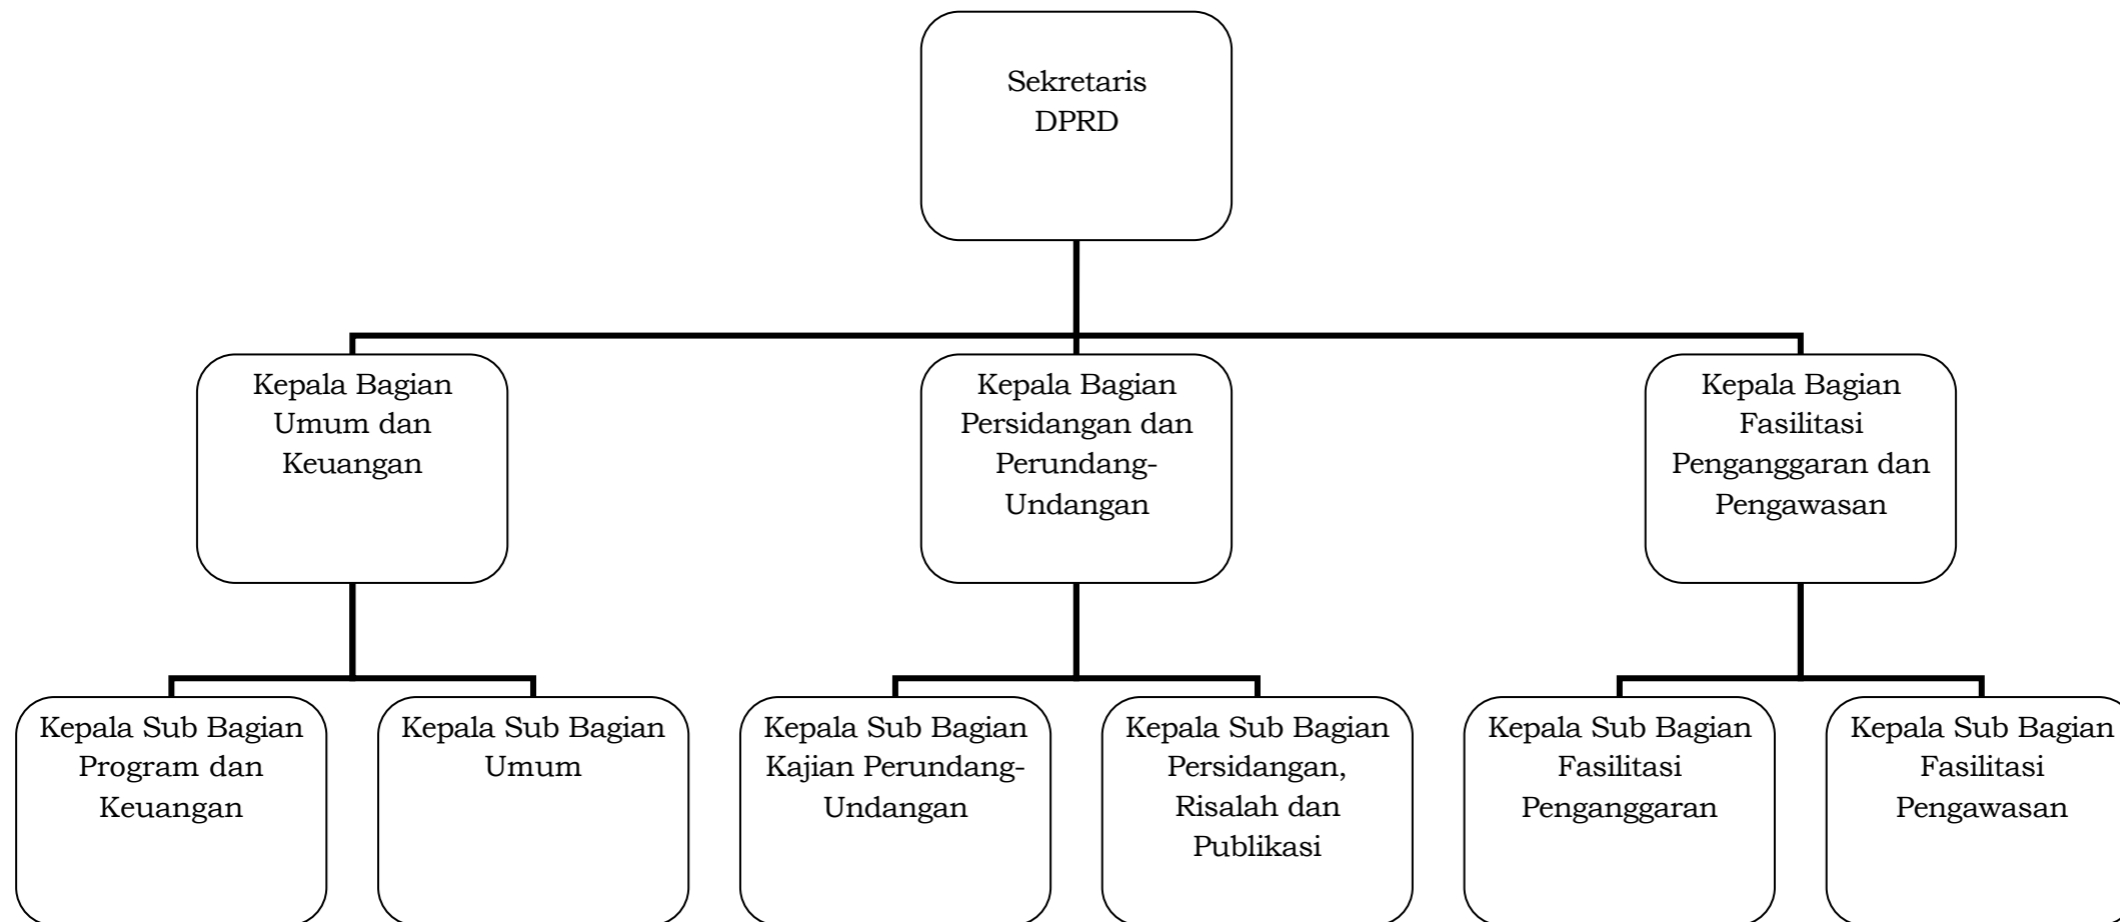 Sekretaris
DPRD
Kepala Bagian
Umum dan
Keuangan
Kepala Bagian
Persidangan dan
Perundang-
Undangan
Kepala Bagian
Fasilitasi
Penganggaran dan
Pengawasan
Kepala Sub Bagian
Program dan
Keuangan
Kepala Sub Bagian
Umum
Kepala Sub Bagian
Kajian Perundang-
Undangan
Kepala Sub Bagian
Persidangan,
Risalah dan
Publikasi
Kepala Sub Bagian
Fasilitasi
Penganggaran
Kepala Sub Bagian
Fasilitasi
Pengawasan